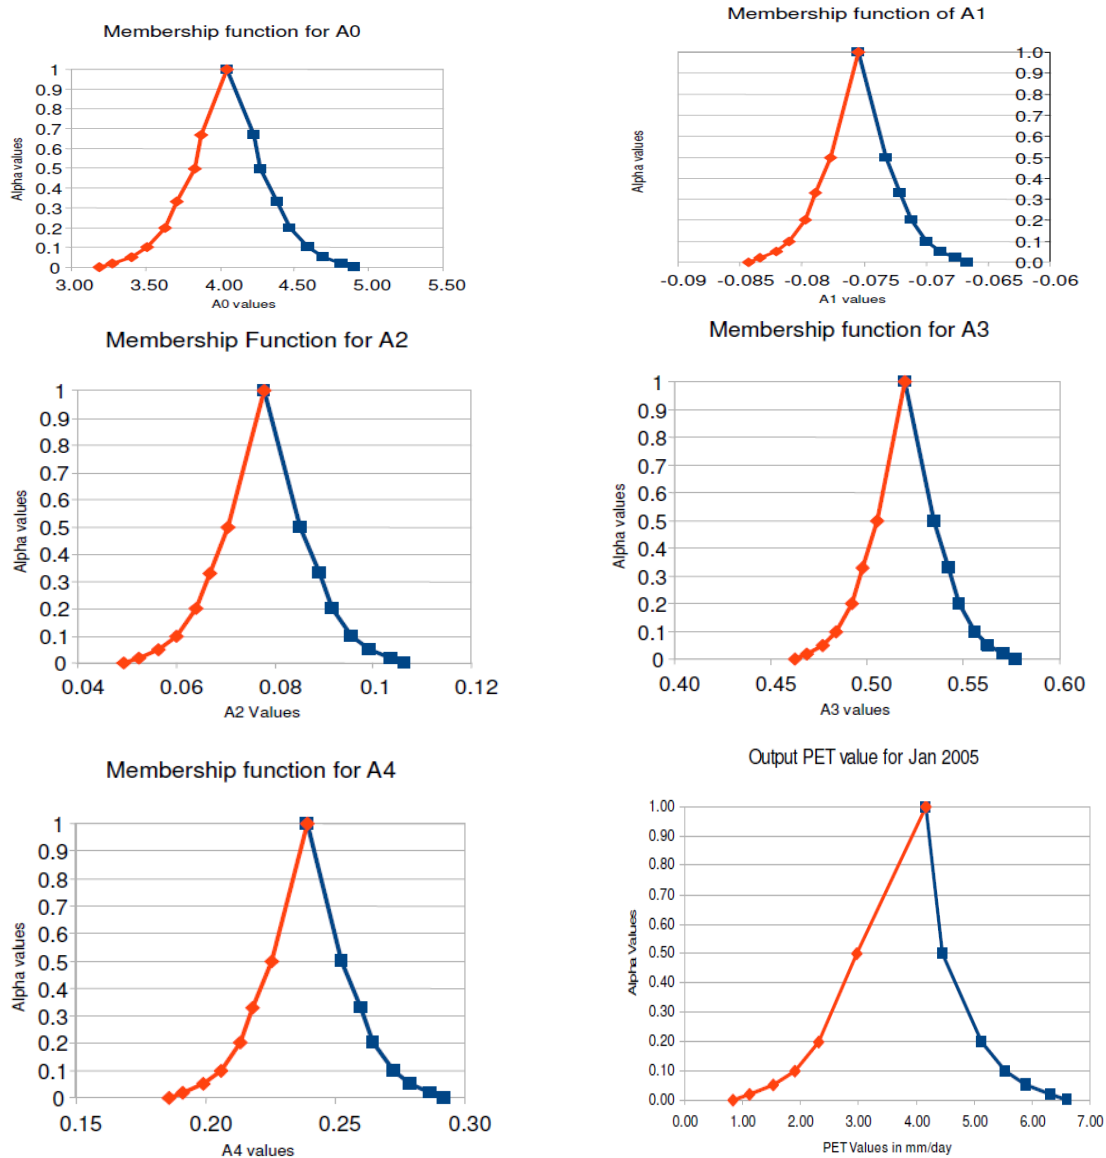 Membership function for A0
1
0.9
0.8
0.7
0.6
0.5
0.4
0.3
0.2
0.1
0
Alpha values
3.00 3.50 4.00 4.50 5.00 5.50
A0 values
Membership function of A1
1.0
0.9
0.8
0.7
0.6
0.5
0.4
0.3
0.2
0.1
0.0
Alpha values
-0.09 -0.085 -0.08 -0.075 -0.07 -0.065 -0.06
A1 values
Membership Function for A2
1
0.9
0.8
0.7
0.6
0.5
0.4
0.3
0.2
0.1
0
Alpha values
0.04 0.06 0.08 0.1 0.12
A2 Values
Membership function for A3
1
0.9
0.8
0.7
0.6
0.5
0.4
0.3
0.2
0.1
0
Alpha values
0.40 0.45 0.50 0.55 0.60
A3 values
Membership function for A4
1
0.9
0.8
0.7
0.6
0.5
0.4
0.3
0.2
0.1
0
Alpha values
0.15 0.20 0.25 0.30
A4 values
Output PET value for Jan 2005
1.00
0.90
0.80
0.70
0.60
0.50
0.40
0.30
0.20
0.10
0.00
Alpha Values
0.00 1.00 2.00 3.00 4.00 5.00 6.00 7.00
PET Values in mm/day